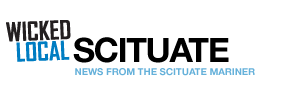 WICKED
LOCAL SCITUATE
NEWS FROM THE SCITUATE MARINER